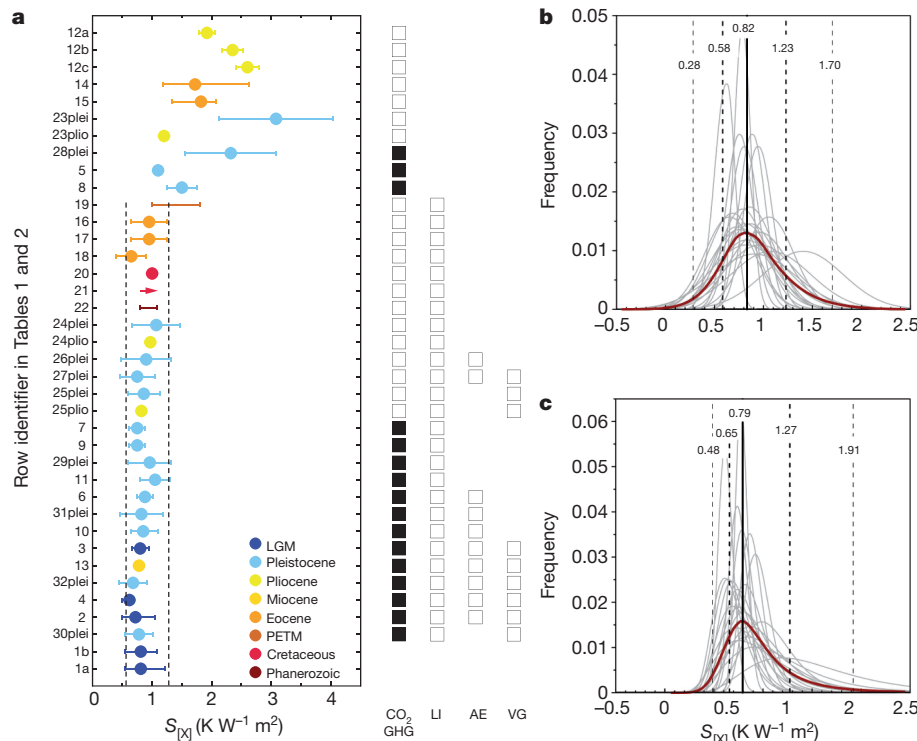 a
Row identifier in Tables 1 and 2
12a
12b
12c
14
15
23plei
23plio
28plei
5
8
19
16
17
18
20
21
22
24plei
24plio
26plei
27plei
25plei
25plio
7
9
29plei
11
6
31plei
10
3
13
32plei
4
2
30plei
1b
1a
LGM
Pleistocene
Pliocene
Miocene
Eocene
PETM
Cretaceous
Phanerozoic
0 1 2 3 4
S[X] (K W⁻¹ m²)
CO₂ LI AE VG
GHG
b
Frequency
0.05
0.04
0.03
0.02
0.01
0
0.82
0.58 1.23
0.28 1.70
−0.5 0 0.5 1 1.5 2 2.5
c
Frequency
0.06
0.05
0.04
0.03
0.02
0.01
0
0.79
0.65 1.27
0.48 1.91
−0.5 0 0.5 1 1.5 2 2.5
S[X] (K W⁻¹ m²)